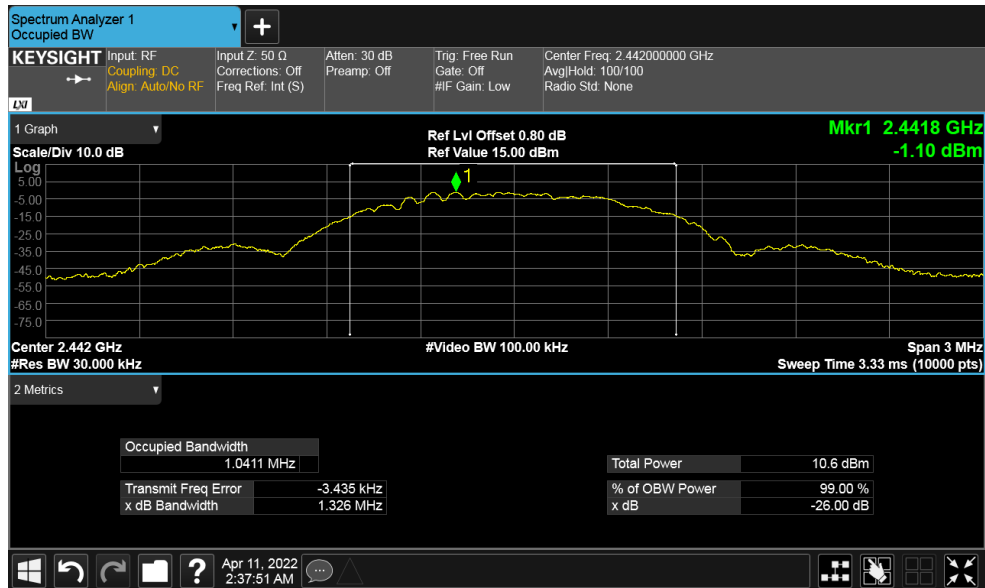 Spectrum Analyzer 1
Occupied BW
+
KEYSIGHT
LXI
Input: RF
Coupling: DC
Align: Auto/No RF
Input Z: 50 Ω
Corrections: Off
Freq Ref: Int (S)
Atten: 30 dB
Preamp: Off
Trig: Free Run
Gate: Off
#IF Gain: Low
Center Freq: 2.442000000 GHz
Avg|Hold: 100/100
Radio Std: None
1 Graph
Scale/Div 10.0 dB
Ref Lvl Offset 0.80 dB
Ref Value 15.00 dBm
Mkr1 2.4418 GHz
-1.10 dBm
Log
1
5.00
-5.00
-15.0
-25.0
-35.0
-45.0
-55.0
-65.0
-75.0
Center 2.442 GHz
#Video BW 100.00 kHz
Span 3 MHz
#Res BW 30.000 kHz
Sweep Time 3.33 ms (10000 pts)
2 Metrics
Occupied Bandwidth
1.0411 MHz
Total Power 10.6 dBm
Transmit Freq Error -3.435 kHz
% of OBW Power 99.00 %
x dB Bandwidth 1.326 MHz
x dB -26.00 dB
?
Apr 11, 2022
2:37:51 AM